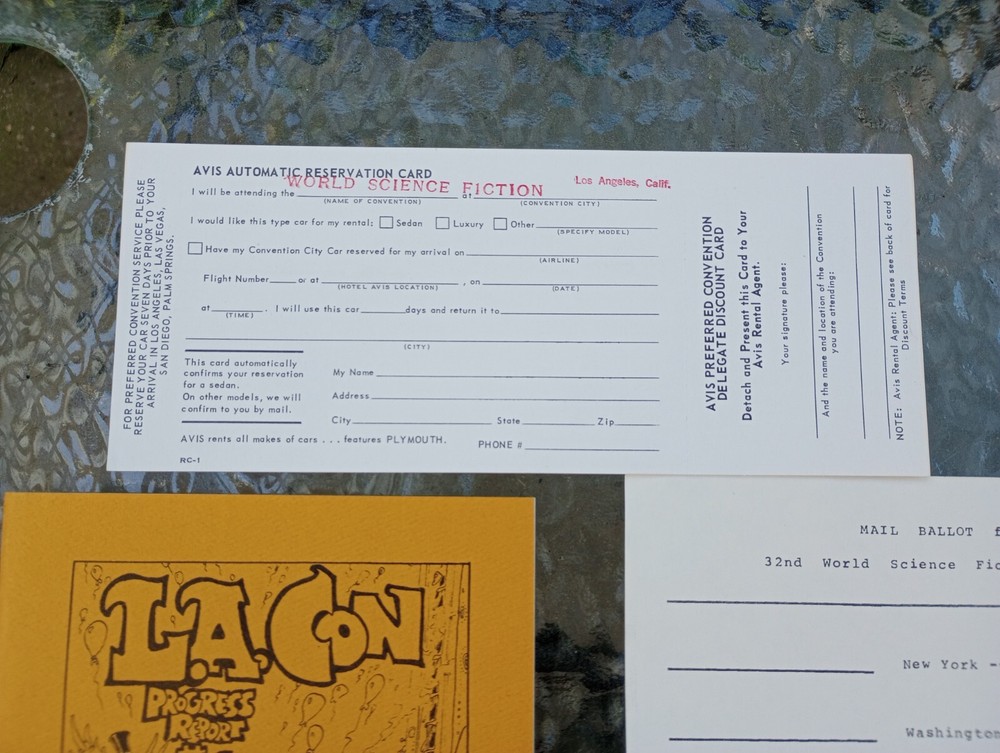 FOR PREFERRED CONVENTION SERVICE PLEASE
RESERVE YOUR CAR SEVEN DAYS PRIOR TO YOUR
ARRIVAL IN LOS ANGELES, LAS VEGAS,
SAN DIEGO, PALM SPRINGS.
AVIS AUTOMATIC RESERVATION CARD
WORLD SCIENCE FICTION Los Angeles, Calif.
I will be attending the at
(NAME OF CONVENTION) (CONVENTION CITY)
I would like this type car for my rental: Sedan Luxury Other
(SPECIFY MODEL)
Have my Convention City Car reserved for my arrival on
(AIRLINE)
Flight Number or at , on
(HOTEL AVIS LOCATION) (DATE)
at . I will use this car days and return it to
(TIME)
(CITY)
This card automatically
confirms your reservation
for a sedan.
On other models, we will
confirm to you by mail.
My Name
Address
City State Zip
AVIS rents all makes of cars . . . features PLYMOUTH.
PHONE #
RC-1
AVIS PREFERRED CONVENTION
DELEGATE DISCOUNT CARD
Detach and Present this Card to Your
Avis Rental Agent.
Your signature please:
And the name and location of the Convention
you are attending:
NOTE: Avis Rental Agent: Please see back of card for
Discount Terms
L.A.CoN
PROGRESS
REPORT
MAIL BALLOT
32nd World Science
New York
Washington